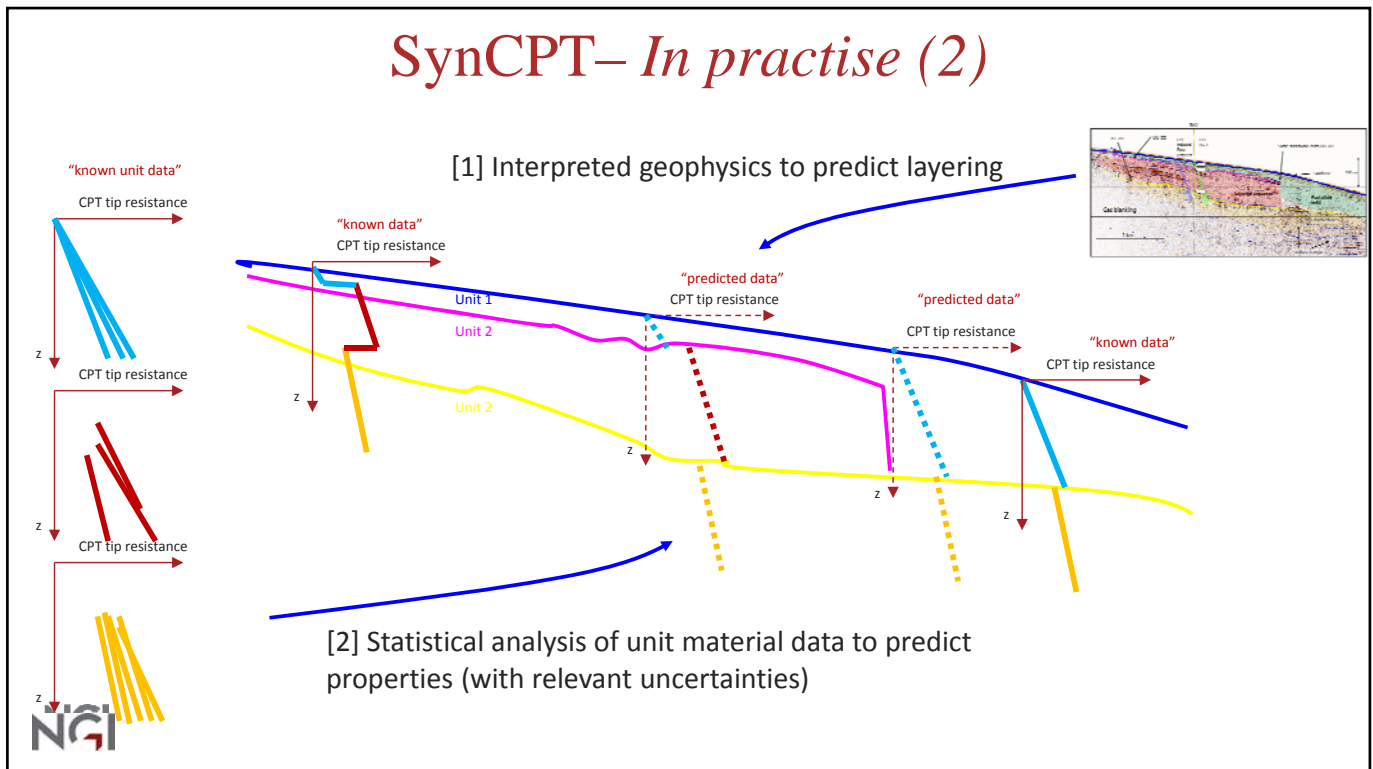 SynCPT– In practise (2)
"known unit data"
CPT tip resistance
z
CPT tip resistance
z
CPT tip resistance
z
[1] Interpreted geophysics to predict layering
"known data"
CPT tip resistance
z
Unit 1
Unit 2
Unit 2
"predicted data"
CPT tip resistance
z
"predicted data"
CPT tip resistance
z
"known data"
CPT tip resistance
z
Gas blanking
[2] Statistical analysis of unit material data to predict
properties (with relevant uncertainties)
NGI